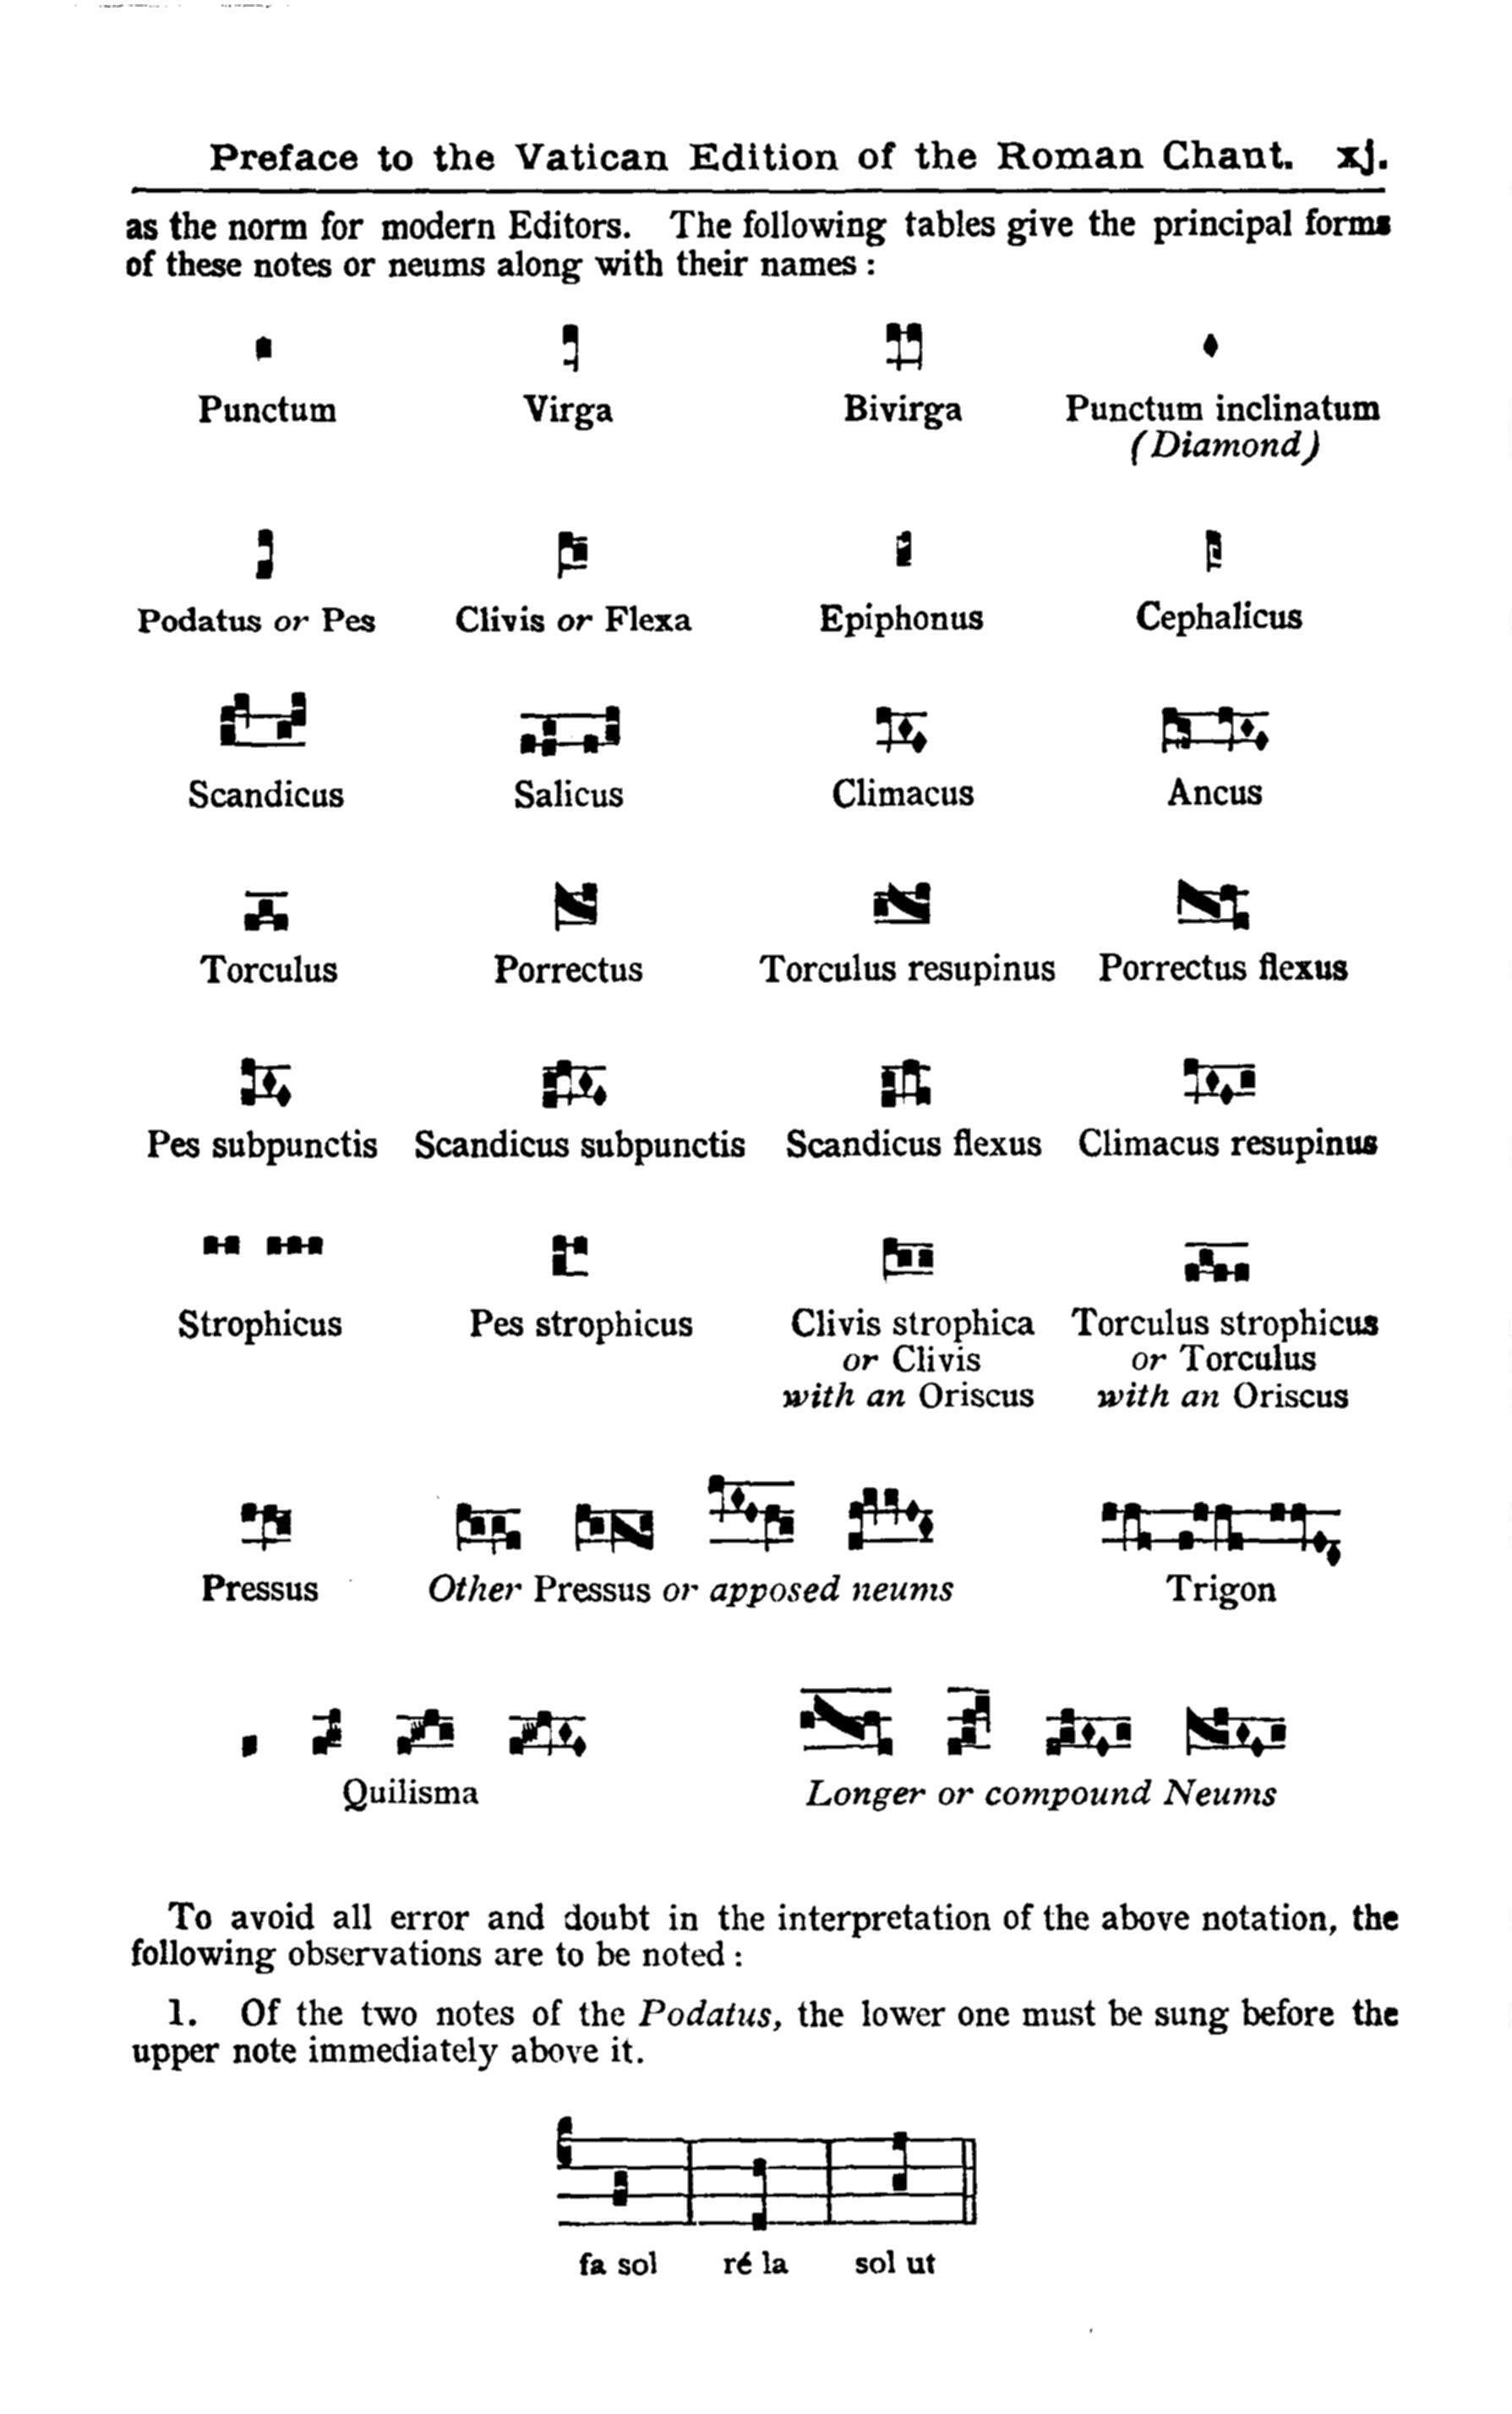 Preface to the Vatican Edition of the Roman Chant. xj.
as the norm for modern Editors. The following tables give the principal forms
of these notes or neums along with their names :
Punctum Virga Bivirga Punctum inclinatum
(Diamond)
Podatus or Pes Clivis or Flexa Epiphonus Cephalicus
Scandicus Salicus Climacus Ancus
Torculus Porrectus Torculus resupinus Porrectus flexus
Pes subpunctis Scandicus subpunctis Scandicus flexus Climacus resupinus
Strophicus Pes strophicus Clivis strophica Torculus strophicus
or Clivis or Torculus
with an Oriscus with an Oriscus
Pressus Other Pressus or apposed neums Trigon
Quilisma Longer or compound Neums
To avoid all error and doubt in the interpretation of the above notation, the
following observations are to be noted :
1. Of the two notes of the Podatus, the lower one must be sung before the
upper note immediately above it.
fa sol ré la sol ut